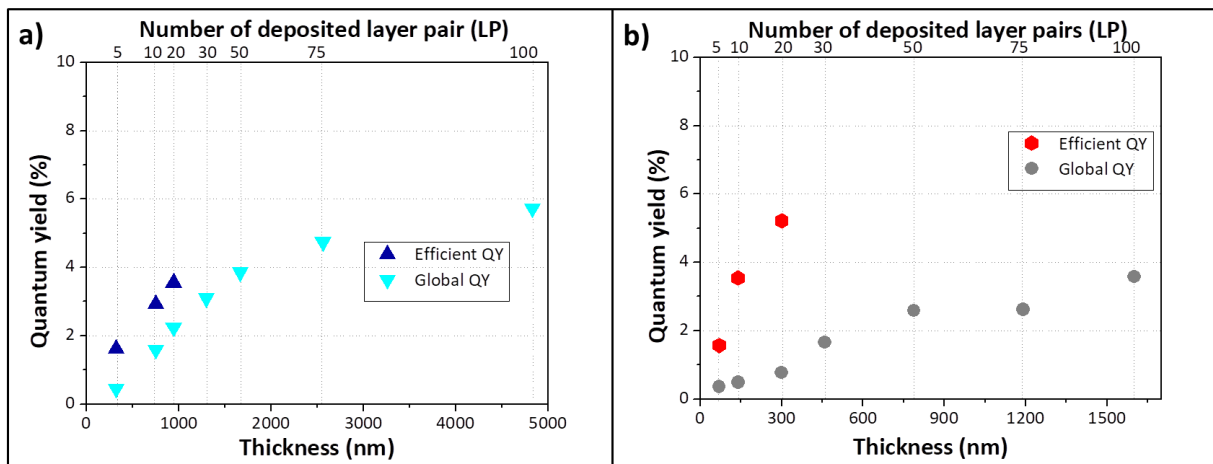 a)
Number of deposited layer pair (LP)
5 10 20 30 50 75 100
10
8
6
4
2
0
Quantum yield (%)
Efficient QY
Global QY
0 1000 2000 3000 4000 5000
Thickness (nm)
b)
Number of deposited layer pairs (LP)
5 10 20 30 50 75 100
10
8
6
4
2
0
Quantum yield (%)
Efficient QY
Global QY
0 300 600 900 1200 1500
Thickness (nm)